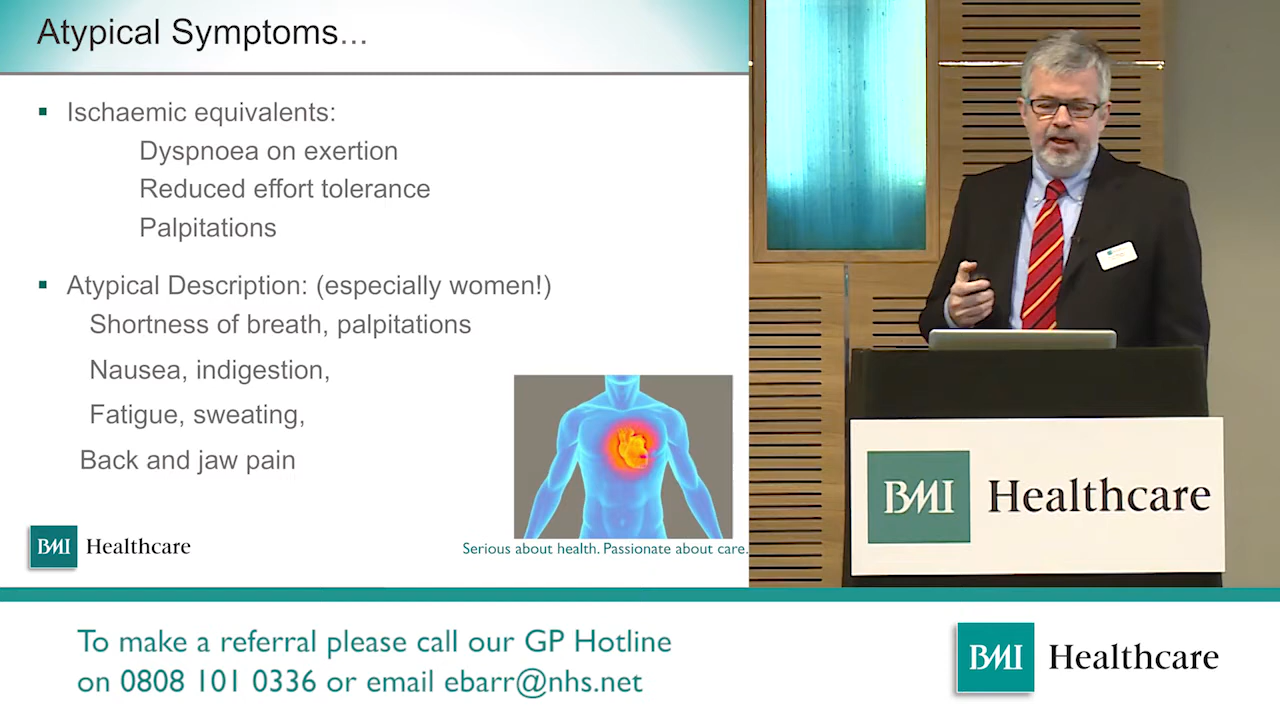 Atypical Symptoms...
▪ Ischaemic equivalents:
Dyspnoea on exertion
Reduced effort tolerance
Palpitations
▪ Atypical Description: (especially women!)
Shortness of breath, palpitations
Nausea, indigestion,
Fatigue, sweating,
Back and jaw pain
BMI Healthcare
Serious about health. Passionate about care.
BMI Healthcare
To make a referral please call our GP Hotline
on 0808 101 0336 or email ebarr@nhs.net
BMI Healthcare